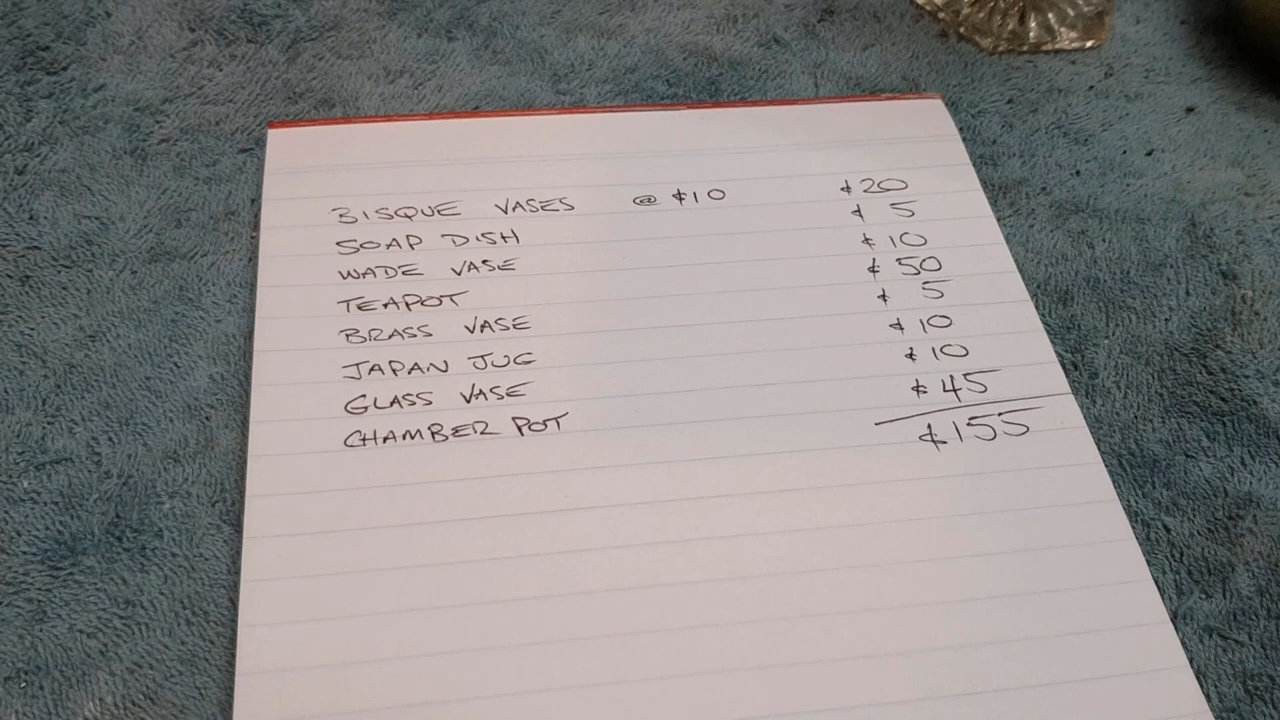 BISQUE VASES @ $10 $20
SOAP DISH $ 5
WADE VASE $ 10
TEAPOT $ 50
BRASS VASE $ 5
JAPAN JUG $ 10
GLASS VASE $ 10
CHAMBER POT $ 45
$155